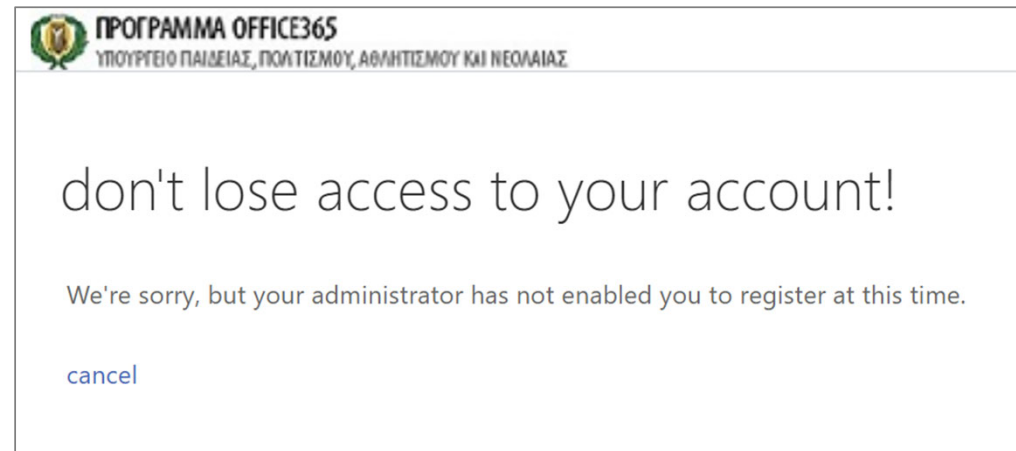 ΠΡΟΓΡΑΜΜΑ OFFICE365
ΥΠΟΥΡΓΕΙΟ ΠΑΙΔΕΙΑΣ, ΠΟΛΙΤΙΣΜΟΥ, ΑΘΛΗΤΙΣΜΟΥ ΚΑΙ ΝΕΟΛΑΙΑΣ
don't lose access to your account!
We're sorry, but your administrator has not enabled you to register at this time.
cancel